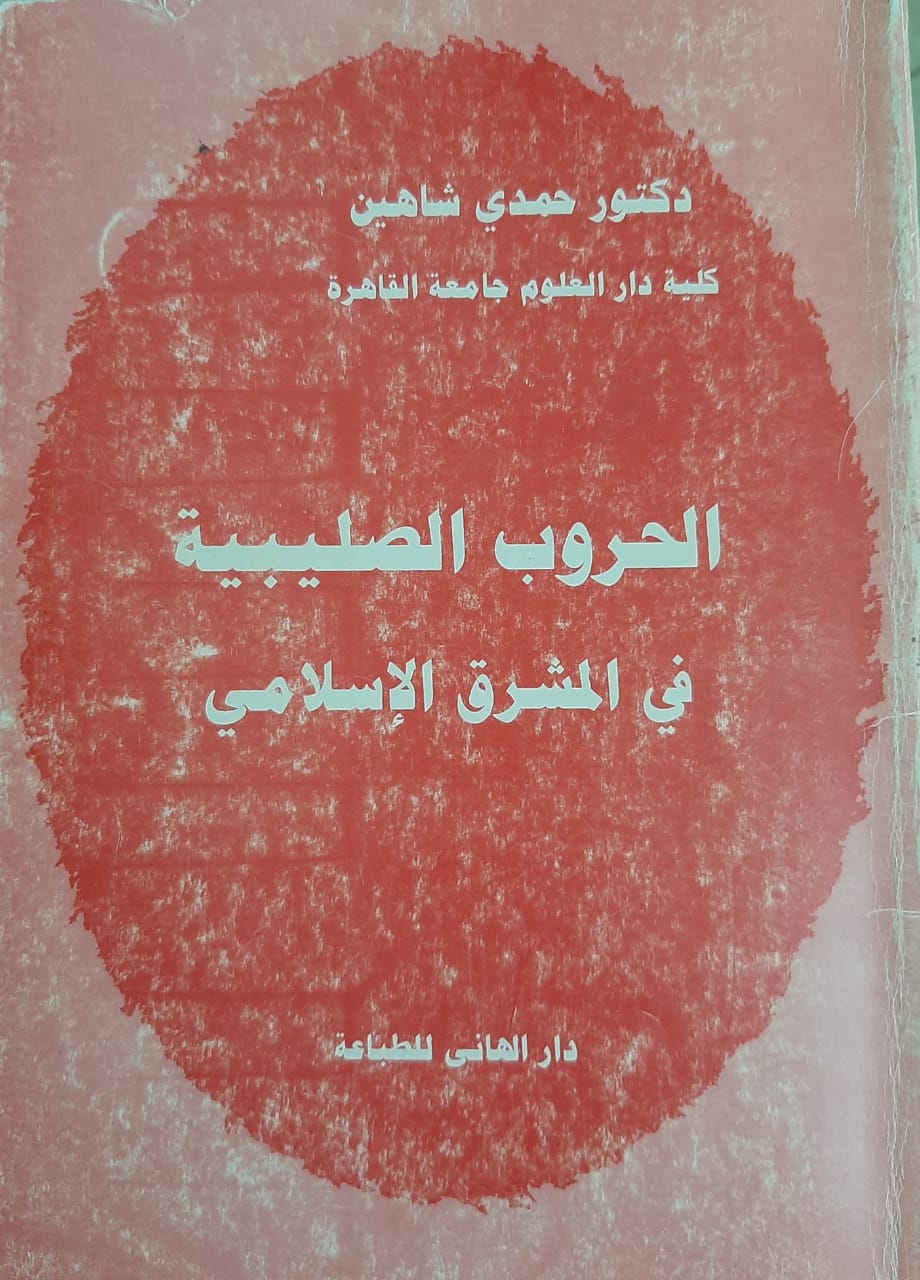 دكتور حمدي شاهين
كلية دار العلوم جامعة القاهرة
الحروب الصليبية
في المشرق الإسلامي
دار الهانى للطباعة